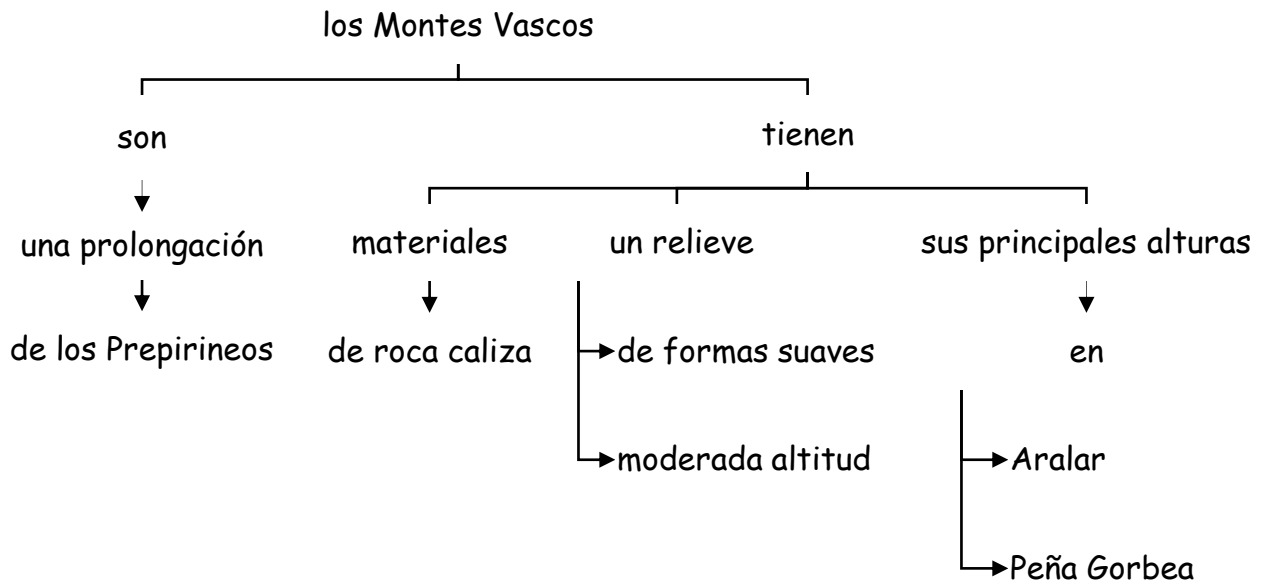 los Montes Vascos
son
tienen
una prolongación
materiales
un relieve
sus principales alturas
de los Prepirineos
de roca caliza
de formas suaves
en
moderada altitud
Aralar
Peña Gorbea